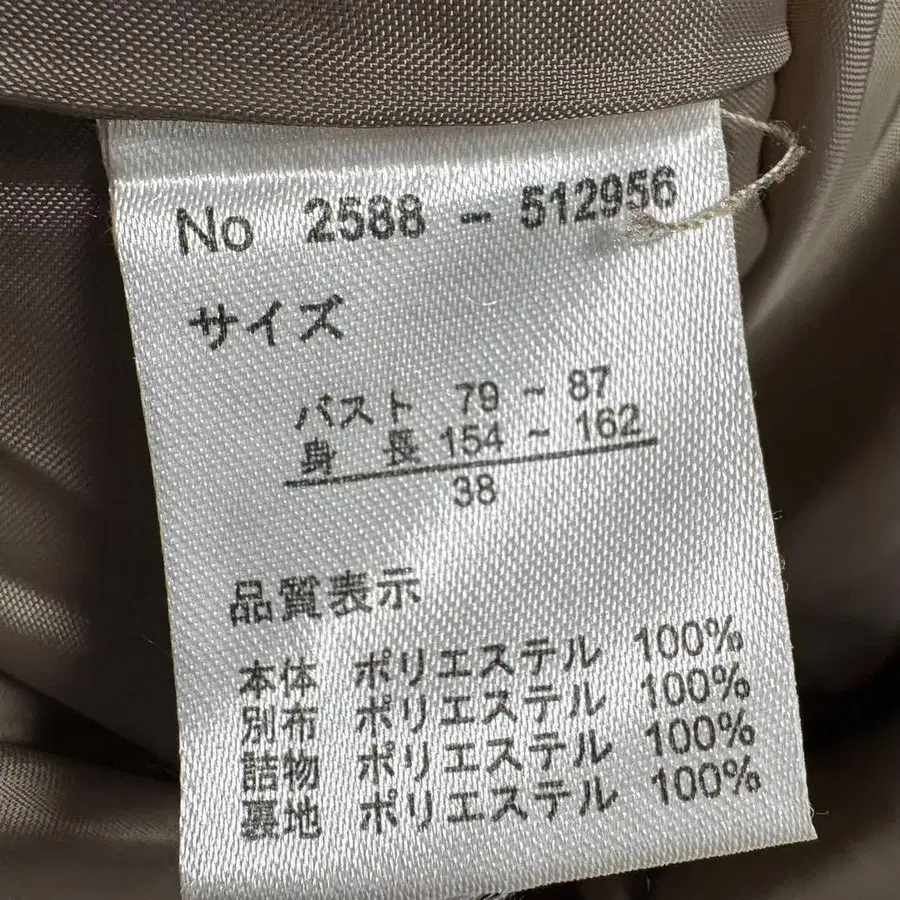 No 2588 - 512956
サイズ
バスト 79 ~ 87
身 長 154 ~ 162
38
品質表示
本体 ポリエステル 100%
別布 ポリエステル 100%
詰物 ポリエステル 100%
裏地 ポリエステル 100%